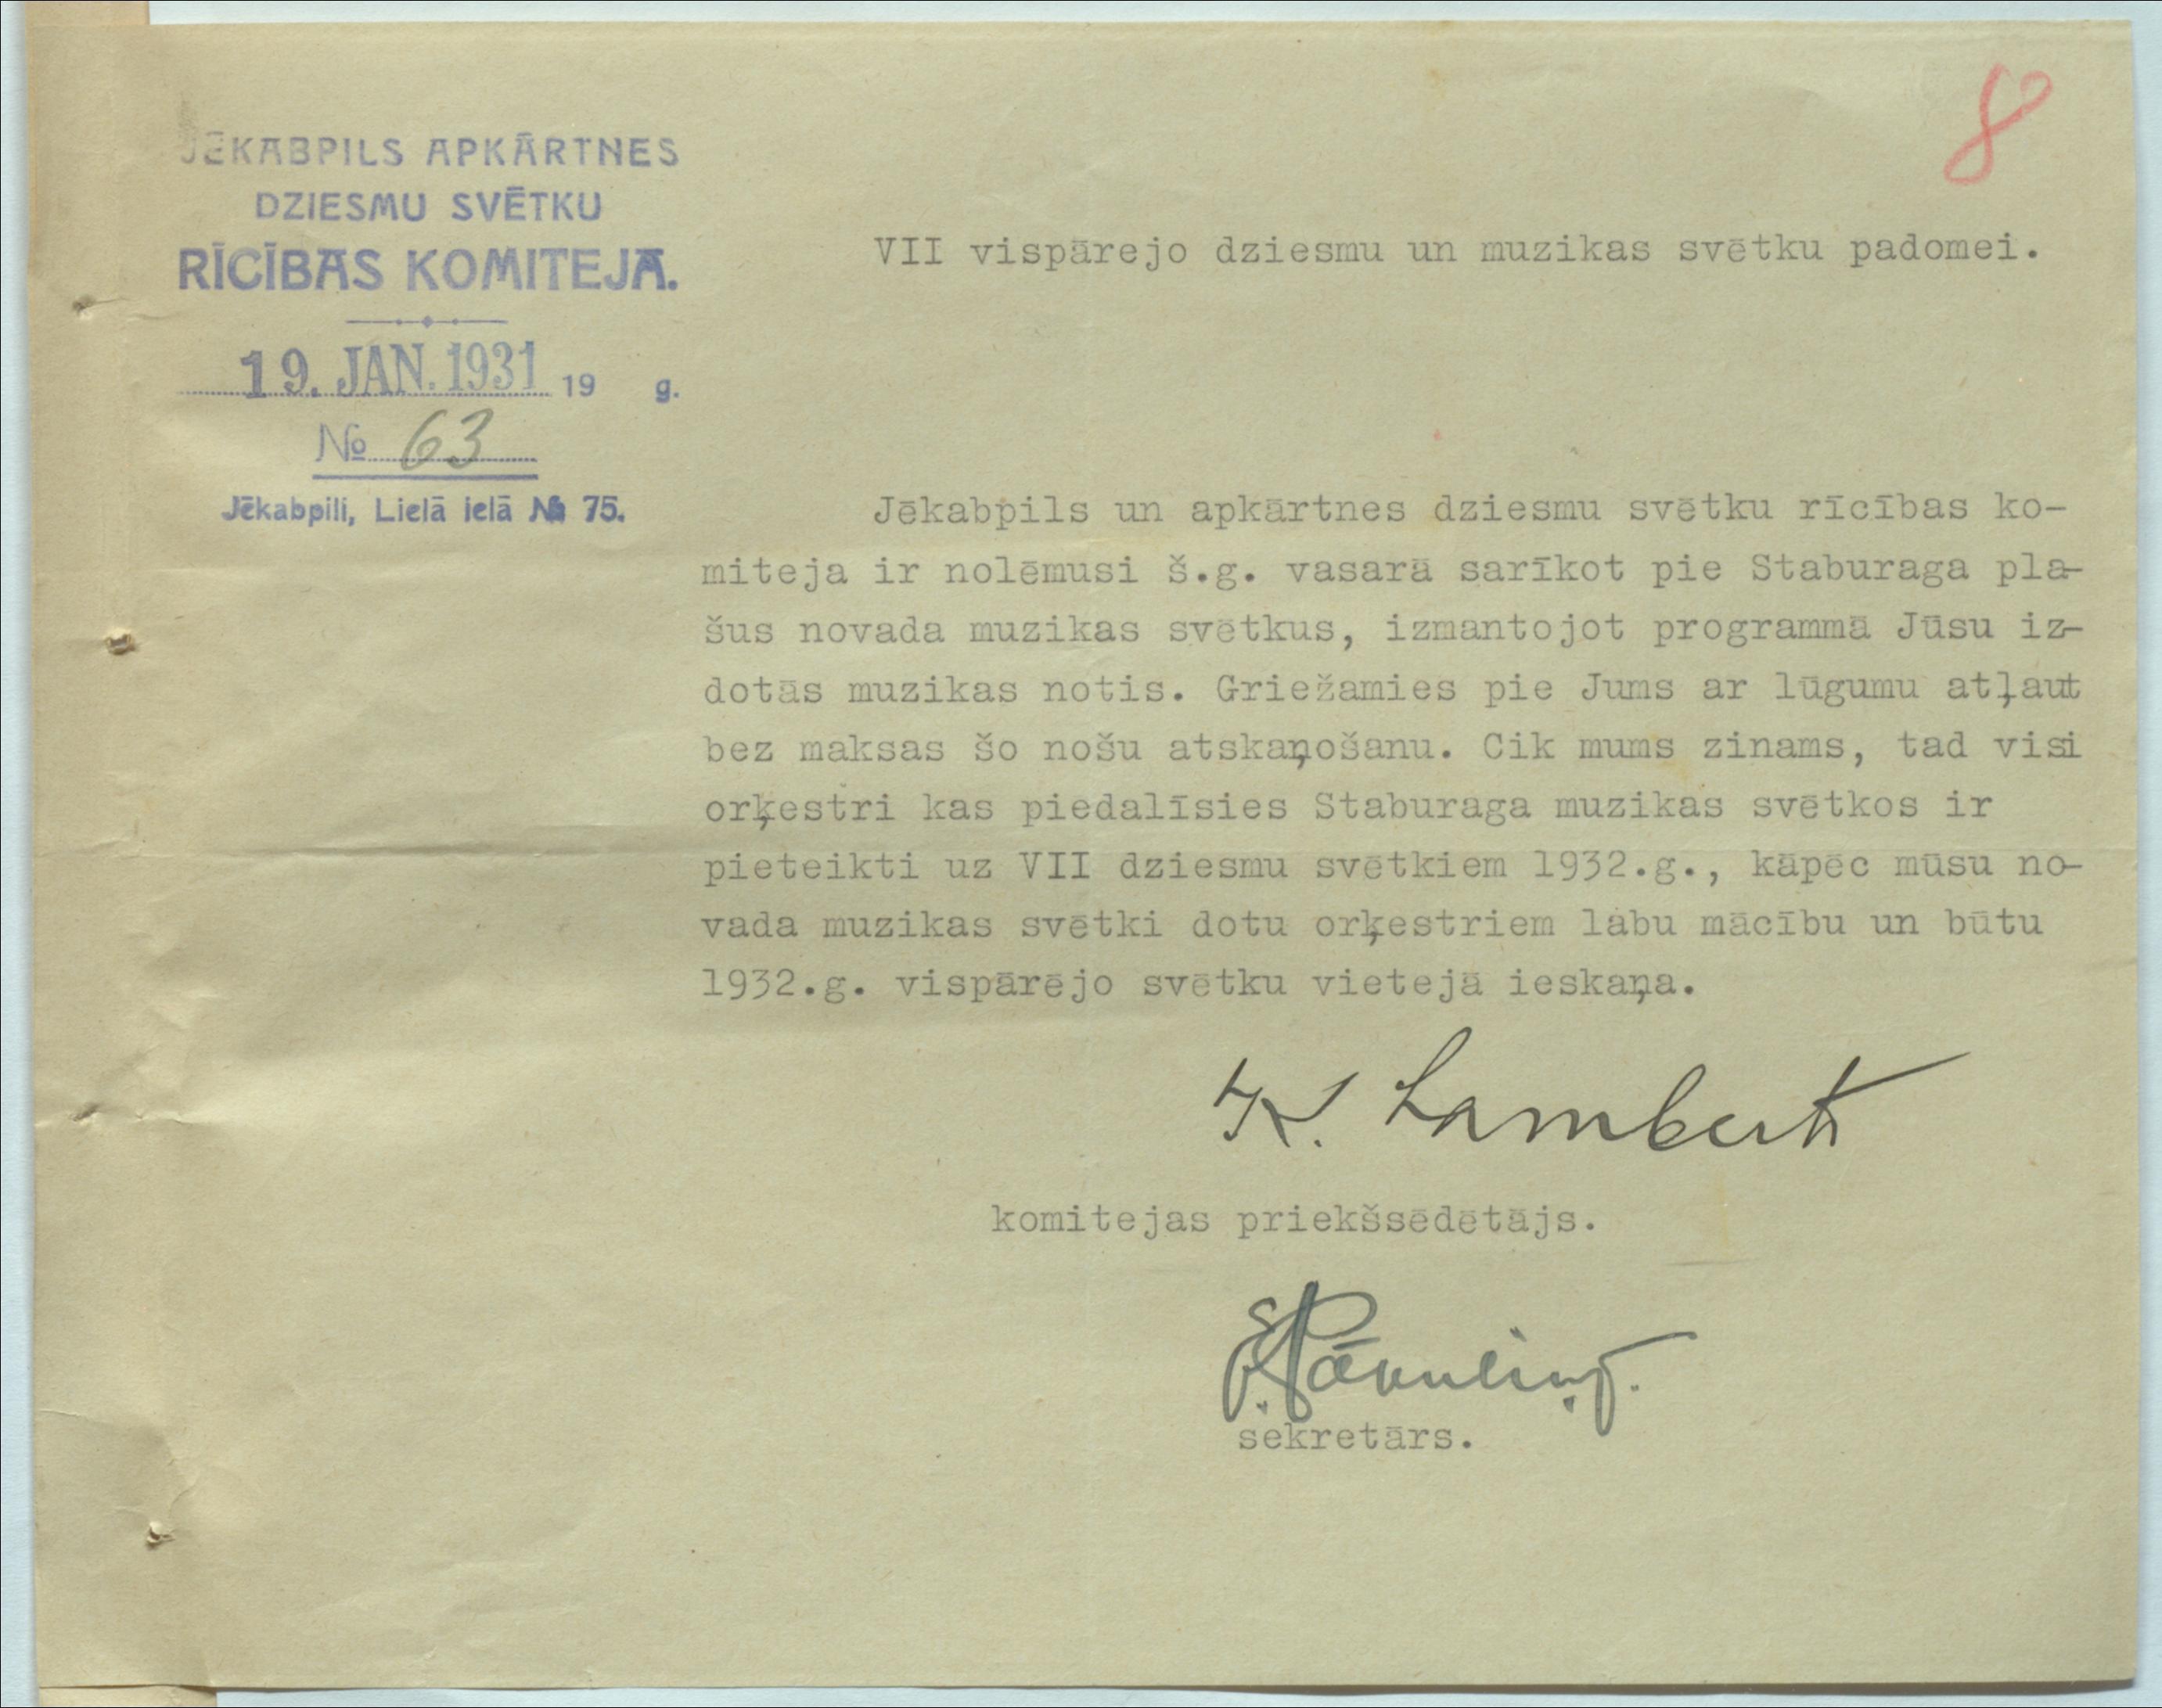 8
JĒKABPILS APKĀRTNES
DZIESMU SVĒTKU
RĪCĪBAS KOMITEJA.
19. JAN. 1931 19 g.
№ 63
Jēkabpilī, Lielā ielā № 75.
VII vispārejo dziesmu un muzikas svētku padomei.
Jēkabpils un apkārtnes dziesmu svētku rīcības ko-
miteja ir nolēmusi š.g. vasarā sarīkot pie Staburaga pla-
šus novada muzikas svētkus, izmantojot programmā Jūsu iz-
dotās muzikas notis. Griežamies pie Jums ar lūgumu atļaut
bez maksas šo nošu atskaņošanu. Cik mums zinams, tad visi
orķestri kas piedalīsies Staburaga muzikas svētkos ir
pieteikti uz VII dziesmu svētkiem 1932.g., kāpēc mūsu no-
vada muzikas svētki dotu orķestriem labu mācību un būtu
1932.g. vispārējo svētku vietejā ieskaņa.
K. Lambert
komitejas priekšsēdētājs.
sekretārs.